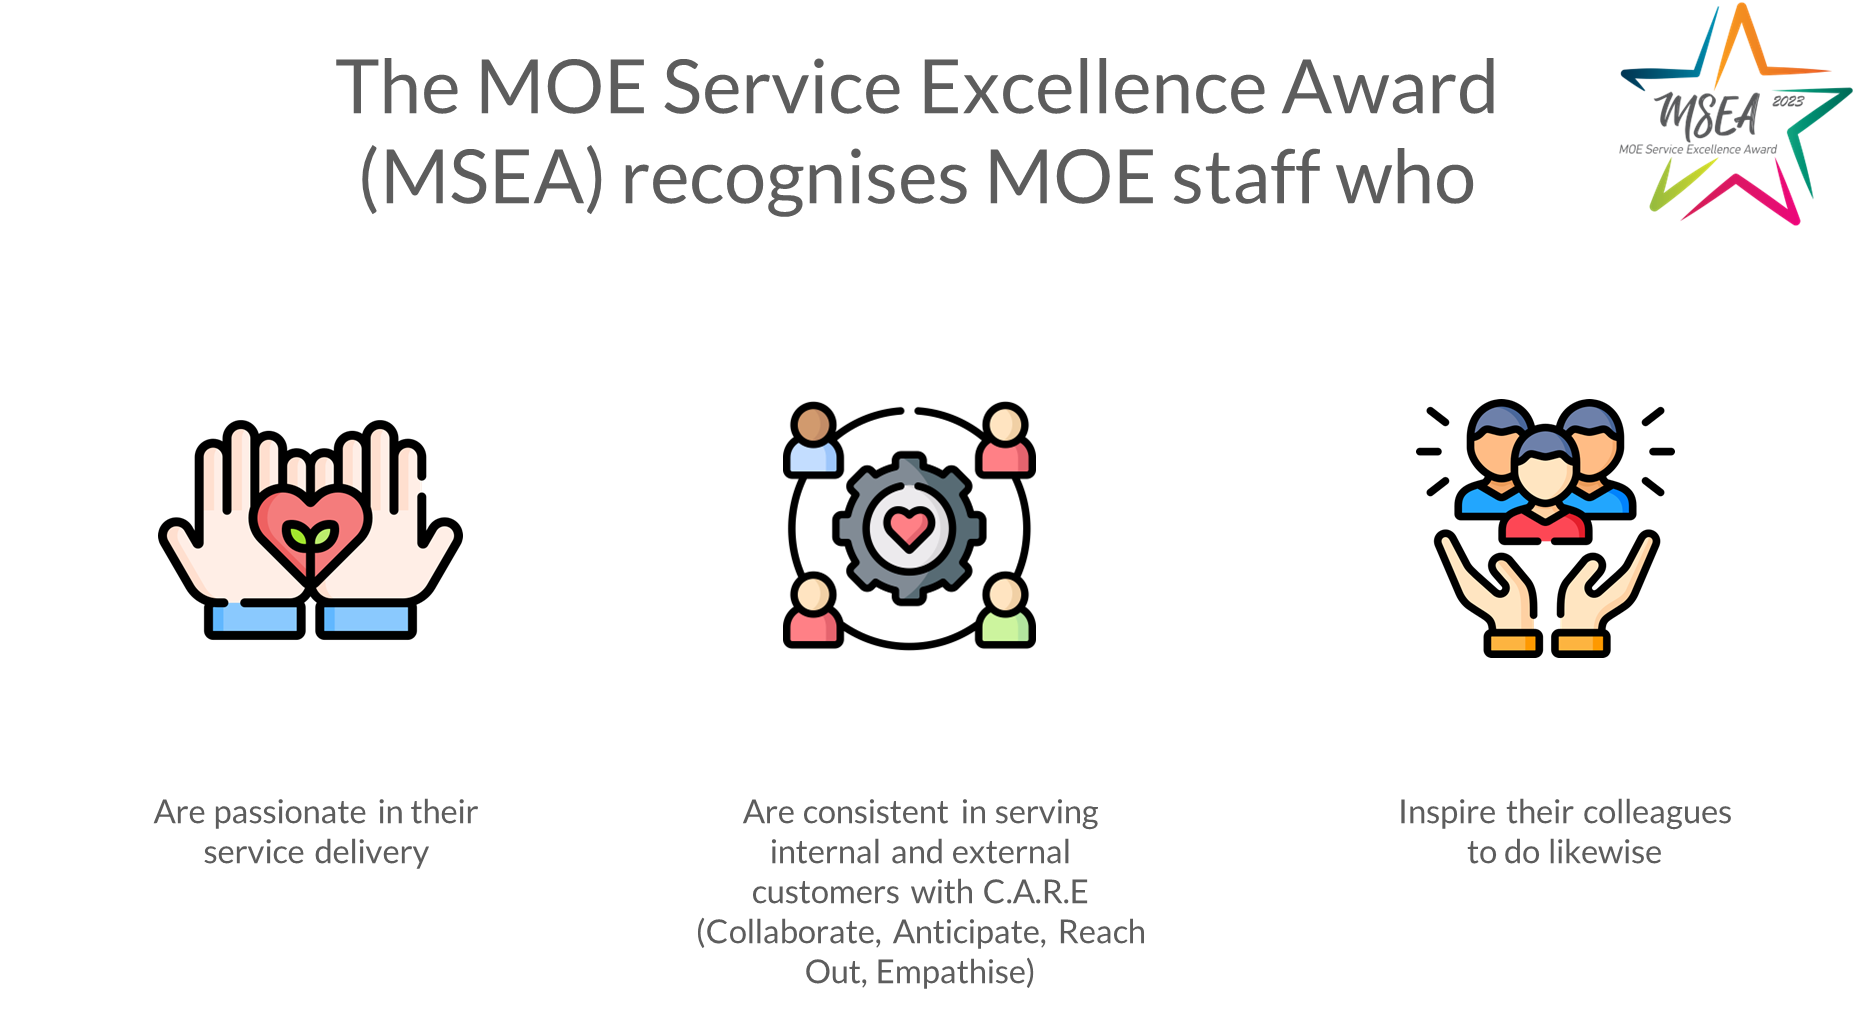 The MOE Service Excellence Award
(MSEA) recognises MOE staff who
MSEA 2023
MOE Service Excellence Award
Are passionate in their
service delivery
Are consistent in serving
internal and external
customers with C.A.R.E
(Collaborate, Anticipate, Reach
Out, Empathise)
Inspire their colleagues
to do likewise